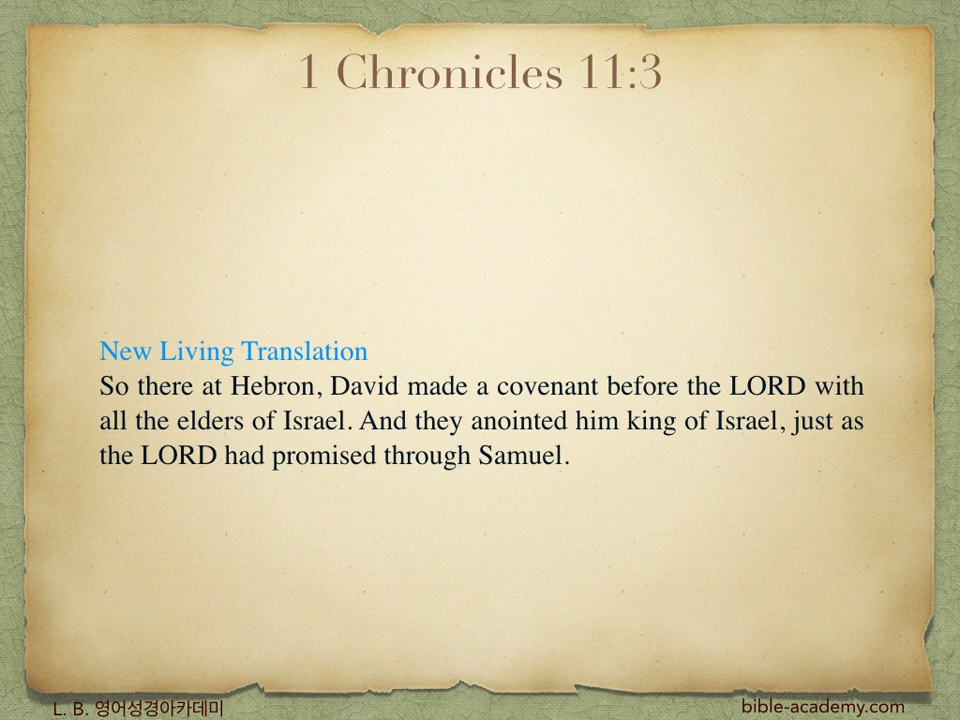 1 Chronicles 11:3
New Living Translation
So there at Hebron, David made a covenant before the LORD with
all the elders of Israel. And they anointed him king of Israel, just as
the LORD had promised through Samuel.
L. B. 영어성경아카데미
bible-academy.com